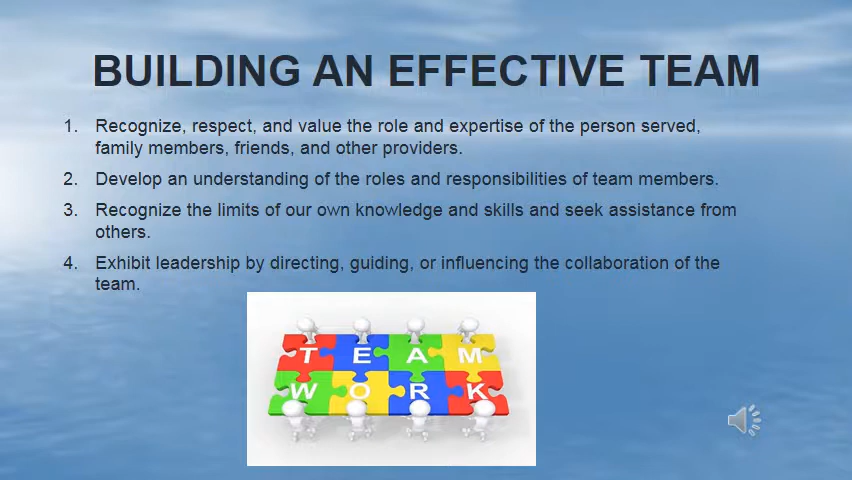 BUILDING AN EFFECTIVE TEAM
1. Recognize, respect, and value the role and expertise of the person served,
family members, friends, and other providers.
2. Develop an understanding of the roles and responsibilities of team members.
3. Recognize the limits of our own knowledge and skills and seek assistance from
others.
4. Exhibit leadership by directing, guiding, or influencing the collaboration of the
team.
TEAM
WORK